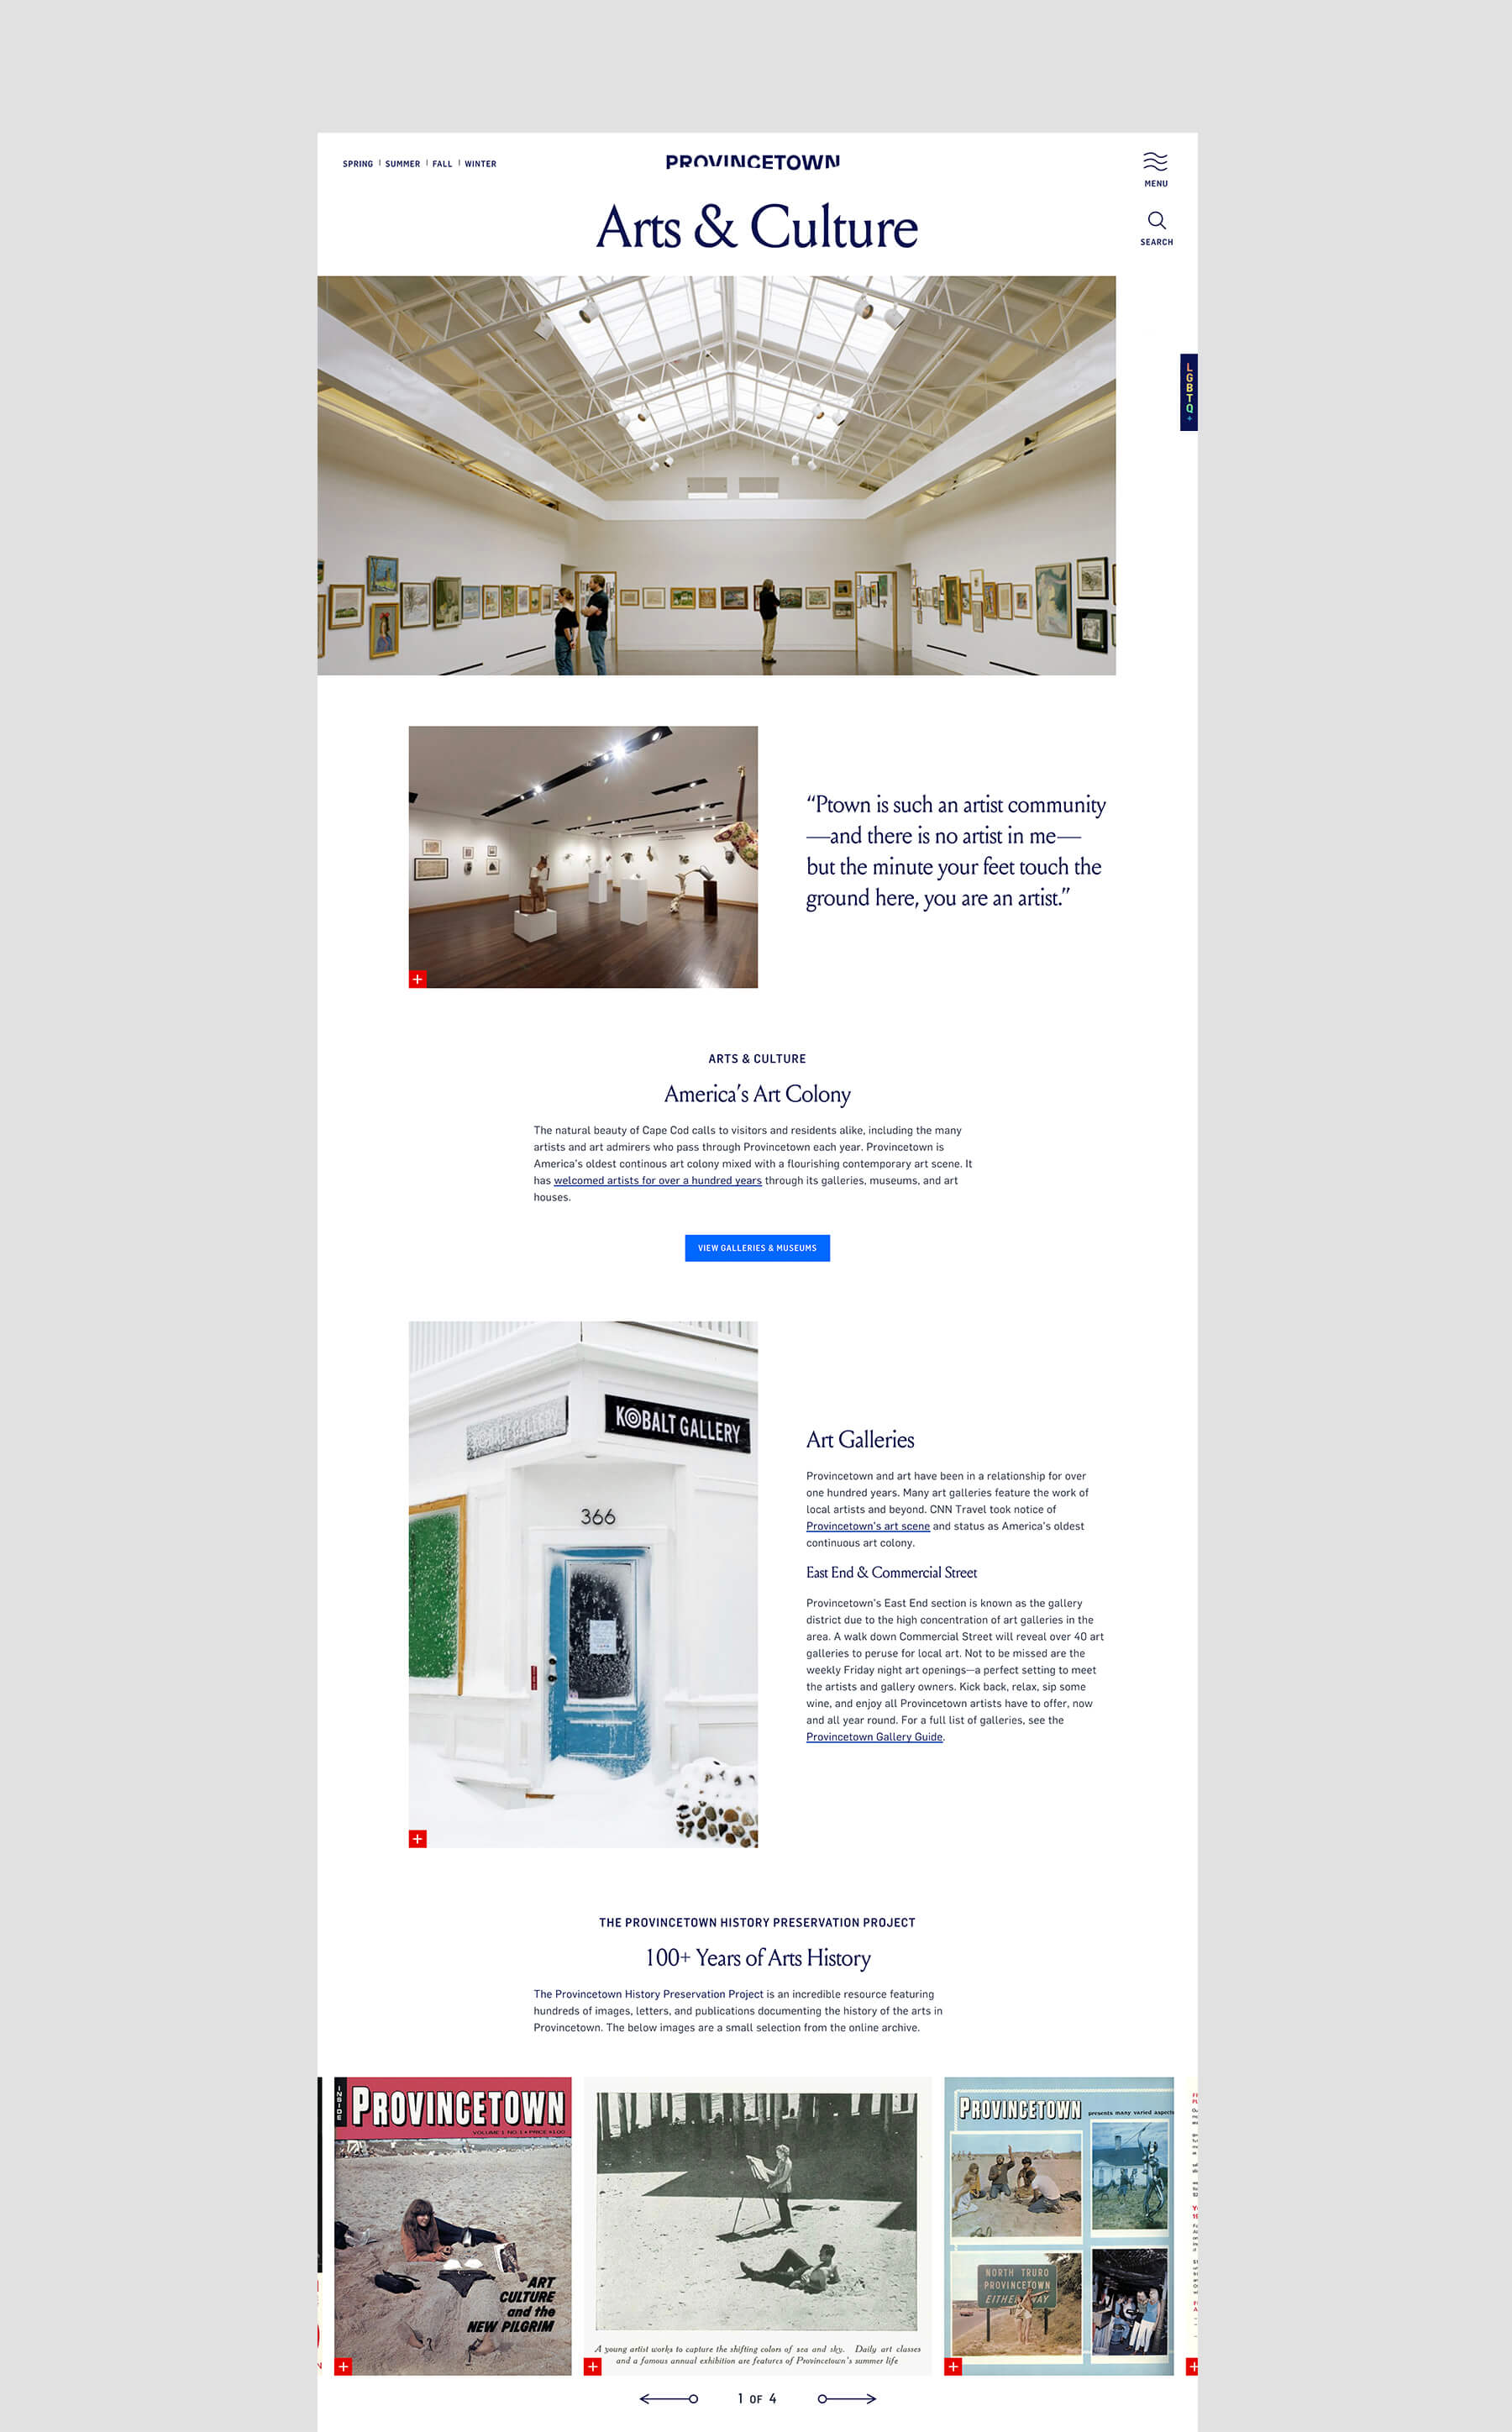 SPRING | SUMMER | FALL | WINTER
PROVINCETOWN
MENU
Arts & Culture
SEARCH
LGBTQ+
“Ptown is such an artist community
—and there is no artist in me—
but the minute your feet touch the
ground here, you are an artist.”
ARTS & CULTURE
America’s Art Colony
The natural beauty of Cape Cod calls to visitors and residents alike, including the many
artists and art admirers who pass through Provincetown each year. Provincetown is
America’s oldest continous art colony mixed with a flourishing contemporary art scene. It
has welcomed artists for over a hundred years through its galleries, museums, and art
houses.
VIEW GALLERIES & MUSEUMS
KOBALT GALLERY
366
Art Galleries
Provincetown and art have been in a relationship for over
one hundred years. Many art galleries feature the work of
local artists and beyond. CNN Travel took notice of
Provincetown’s art scene and status as America’s oldest
continuous art colony.
East End & Commercial Street
Provincetown’s East End section is known as the gallery
district due to the high concentration of art galleries in the
area. A walk down Commercial Street will reveal over 40 art
galleries to peruse for local art. Not to be missed are the
weekly Friday night art openings—a perfect setting to meet
the artists and gallery owners. Kick back, relax, sip some
wine, and enjoy all Provincetown artists have to offer, now
and all year round. For a full list of galleries, see the
Provincetown Gallery Guide.
THE PROVINCETOWN HISTORY PRESERVATION PROJECT
100+ Years of Arts History
The Provincetown History Preservation Project is an incredible resource featuring
hundreds of images, letters, and publications documenting the history of the arts in
Provincetown. The below images are a small selection from the online archive.
INSIDE
PROVINCETOWN
VOLUME 1 NO. 1 • PRICE $1.00
ART
CULTURE
and the
NEW PILGRIM
A young artist works to capture the shifting colors of sea and sky. Daily art classes
and a famous annual exhibition are features of Provincetown's summer life
PROVINCETOWN presents many varied aspects
NORTH TRURO
PROVINCETOWN
EITHER WAY
1 OF 4